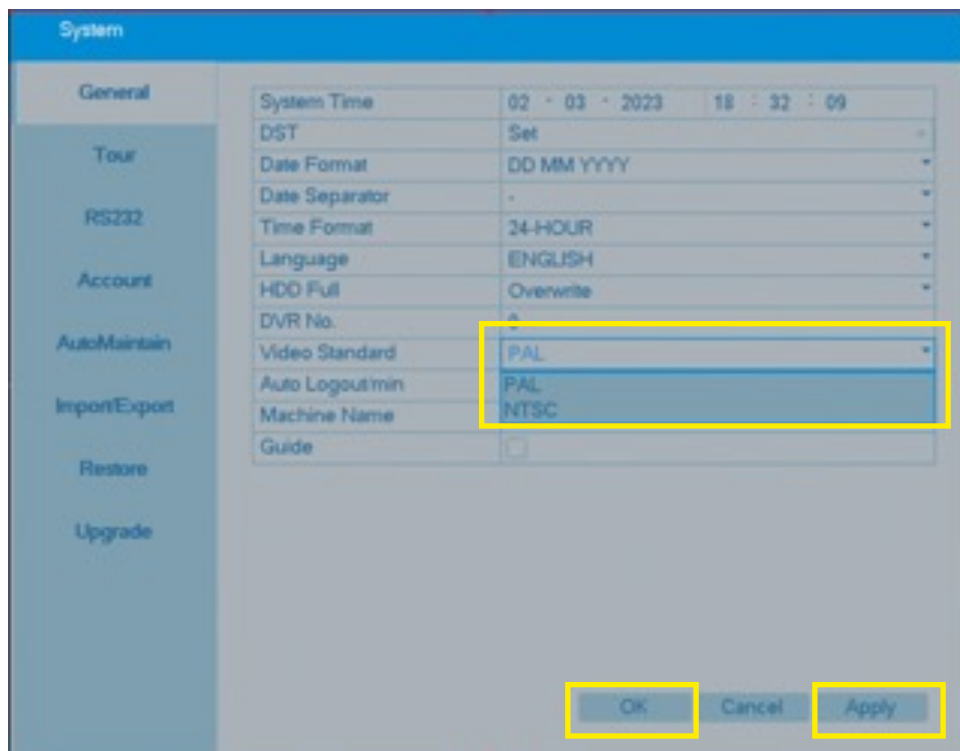 System
General
Tour
RS232
Account
AutoMaintain
Import/Export
Restore
Upgrade
System Time 02 - 03 - 2023 18 : 32 : 09
DST Set
Date Format DD MM YYYY
Date Separator -
Time Format 24-HOUR
Language ENGLISH
HDD Full Overwrite
DVR No.
Video Standard PAL
Auto Logout/min PAL
NTSC
Machine Name
Guide
OK Cancel Apply